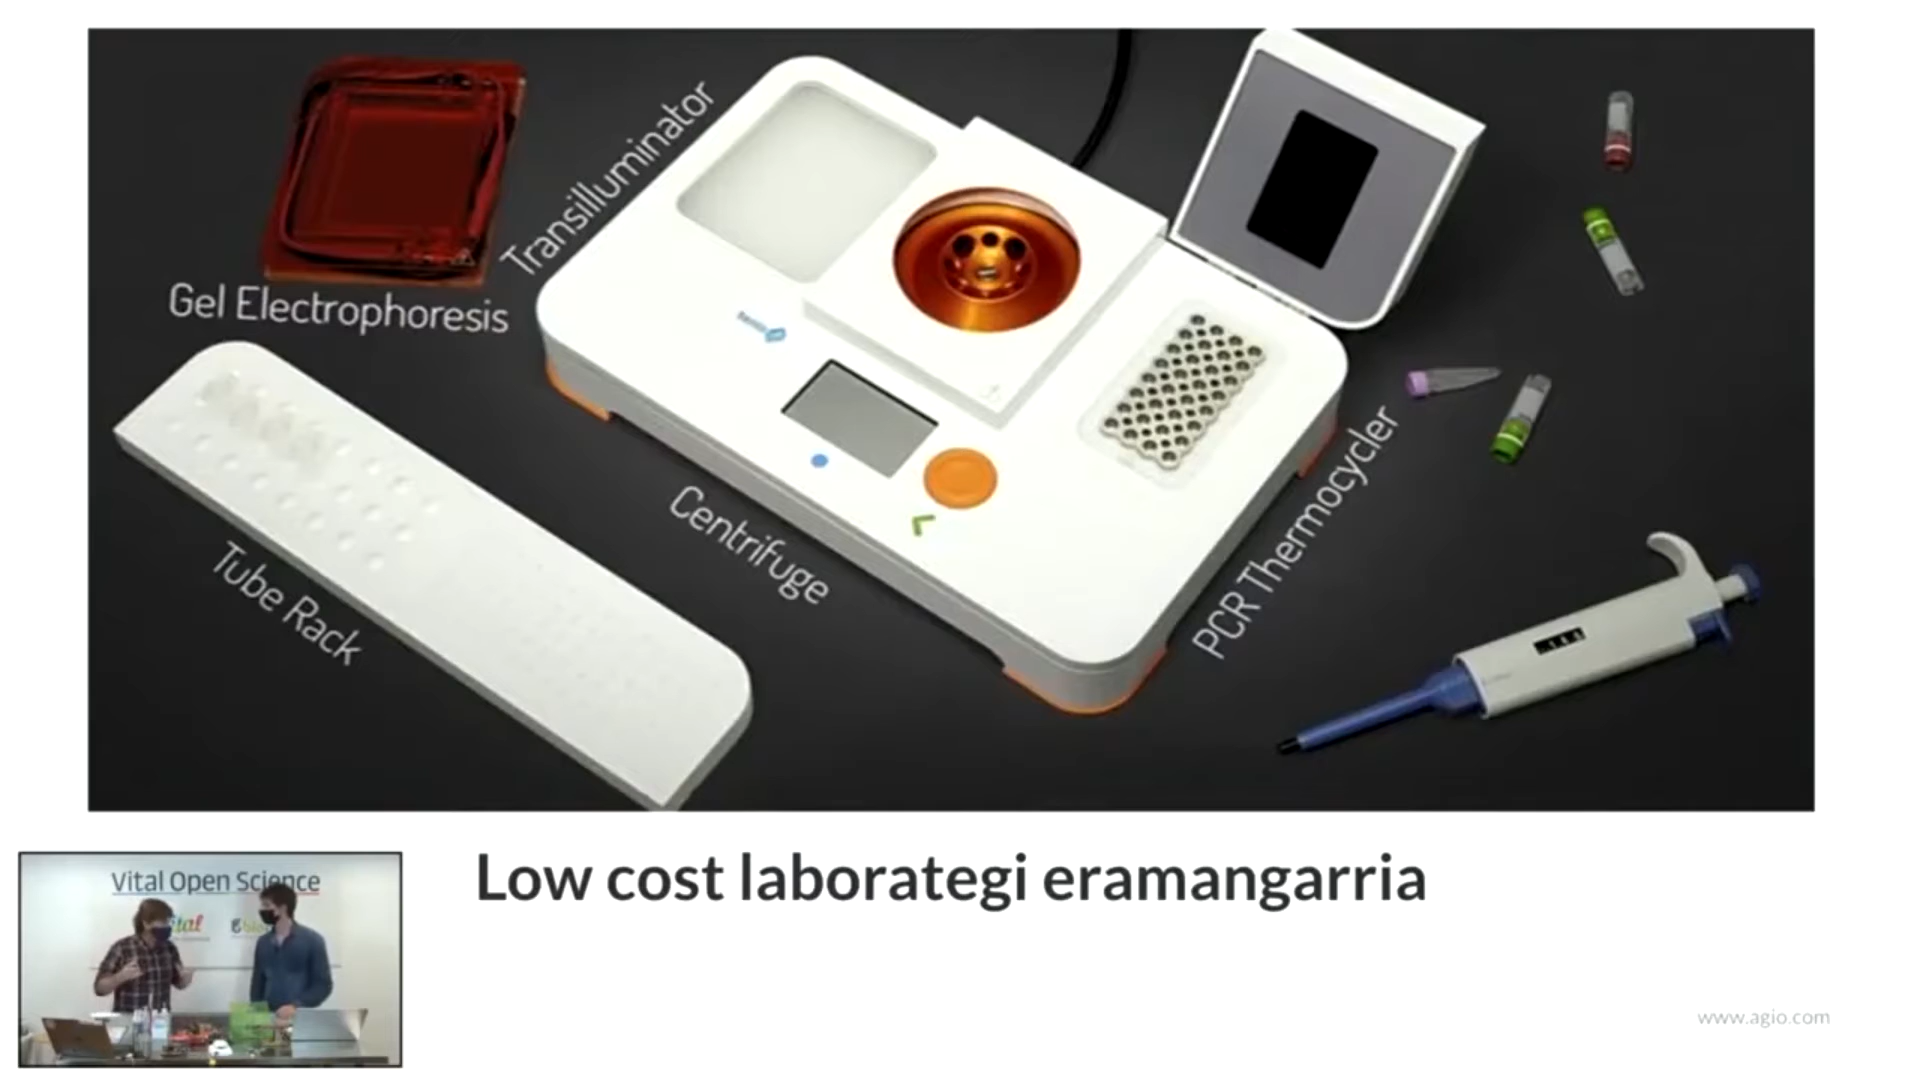 Transilluminator
Gel Electrophoresis
Centrifuge
PCR Thermocycler
Tube Rack
Vital Open Science
Low cost laborategi eramangarria
www.agio.com